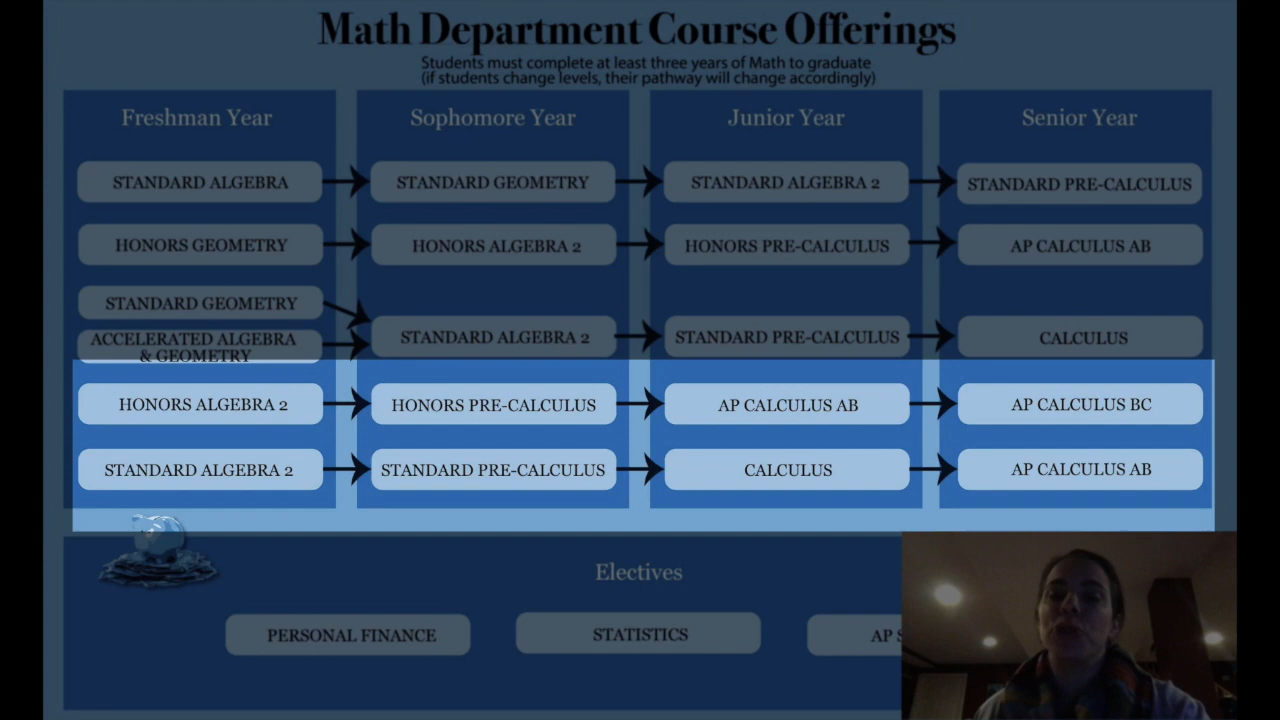 Math Department Course Offerings
Students must complete at least three years of Math to graduate
(if students change levels, their pathway will change accordingly)
Freshman Year
Sophomore Year
Junior Year
Senior Year
STANDARD ALGEBRA
STANDARD GEOMETRY
STANDARD ALGEBRA 2
STANDARD PRE-CALCULUS
HONORS GEOMETRY
HONORS ALGEBRA 2
HONORS PRE-CALCULUS
AP CALCULUS AB
STANDARD GEOMETRY
ACCELERATED ALGEBRA
& GEOMETRY
STANDARD ALGEBRA 2
STANDARD PRE-CALCULUS
CALCULUS
HONORS ALGEBRA 2
HONORS PRE-CALCULUS
AP CALCULUS AB
AP CALCULUS BC
STANDARD ALGEBRA 2
STANDARD PRE-CALCULUS
CALCULUS
AP CALCULUS AB
Electives
PERSONAL FINANCE
STATISTICS
AP